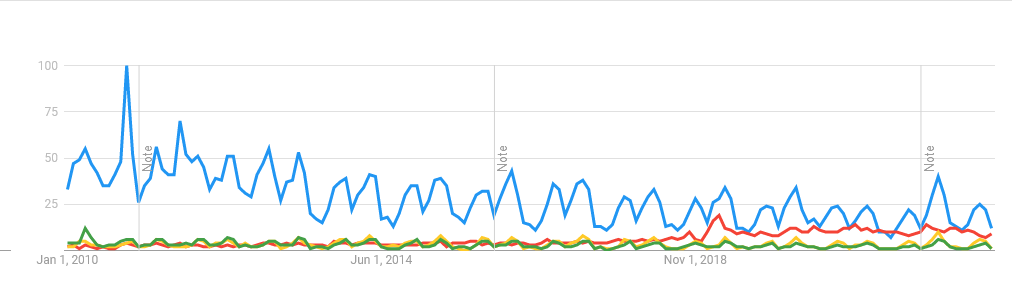 100
75
50
25
Note
Note
Note
Jan 1, 2010
Jun 1, 2014
Nov 1, 2018